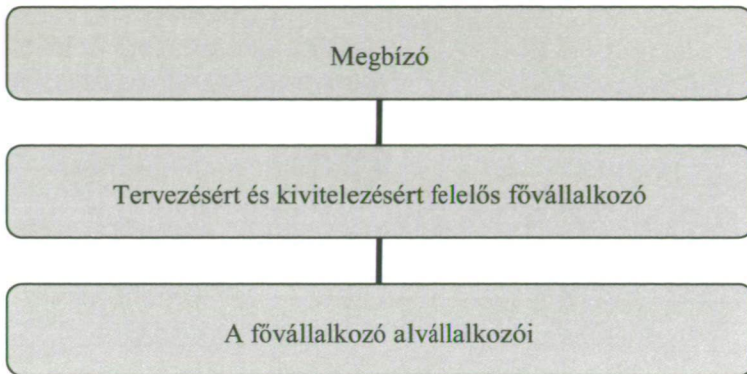 Megbízó
Tervezésért és kivitelezésért felelős fővállalkozó
A fővállalkozó alvállalkozói